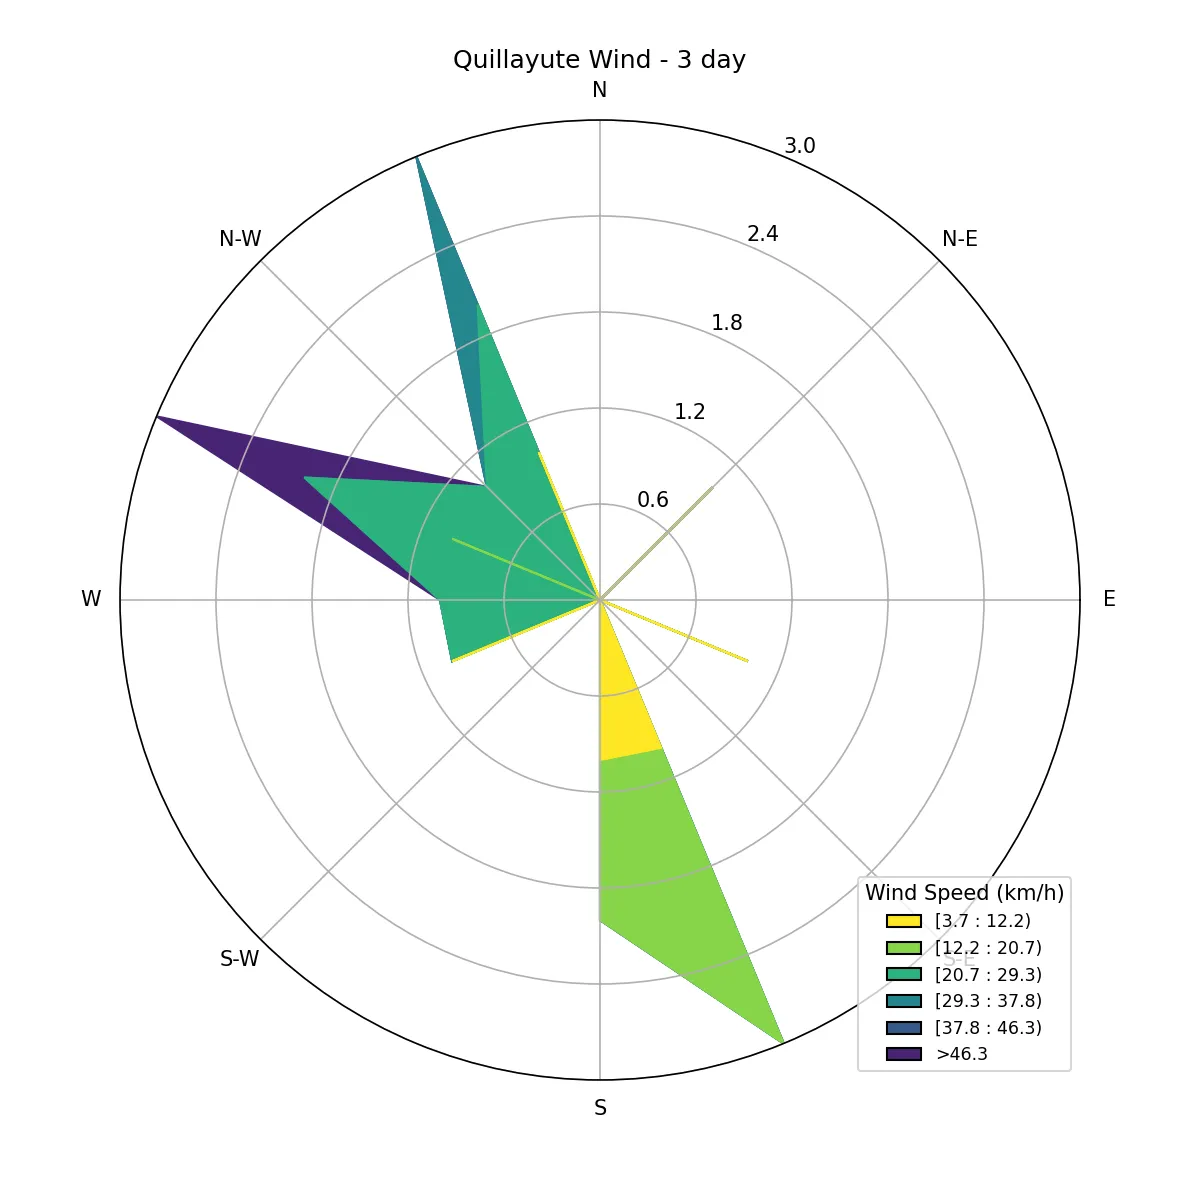 Quillayute Wind - 3 day
N
3.0
N-W
2.4
N-E
1.8
1.2
0.6
W
E
S-W
S-E
S
Wind Speed (km/h)
[3.7 : 12.2)
[12.2 : 20.7)
[20.7 : 29.3)
[29.3 : 37.8)
[37.8 : 46.3)
>46.3